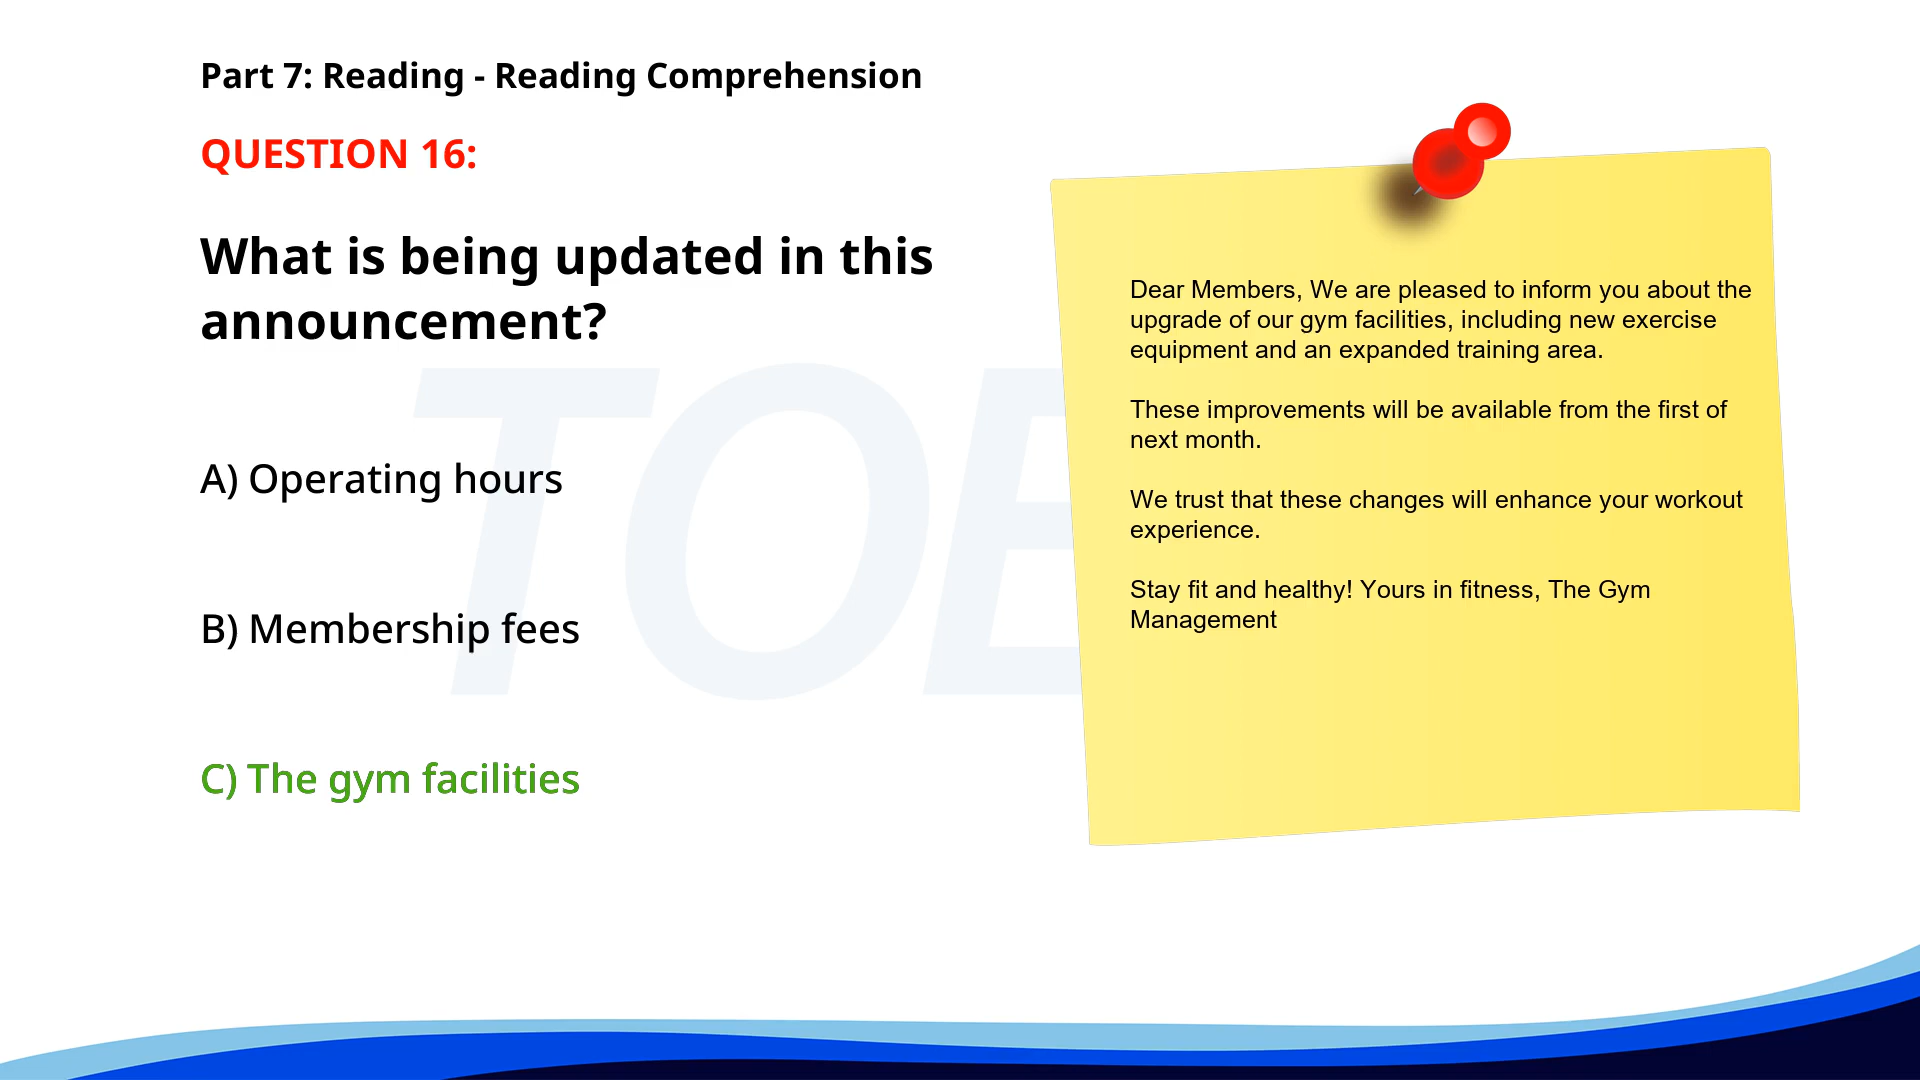 Part 7: Reading - Reading Comprehension
QUESTION 16:
What is being updated in this
announcement?
A) Operating hours
B) Membership fees
C) The gym facilities
Dear Members, We are pleased to inform you about the
upgrade of our gym facilities, including new exercise
equipment and an expanded training area.
These improvements will be available from the first of
next month.
We trust that these changes will enhance your workout
experience.
Stay fit and healthy! Yours in fitness, The Gym
Management
TOE